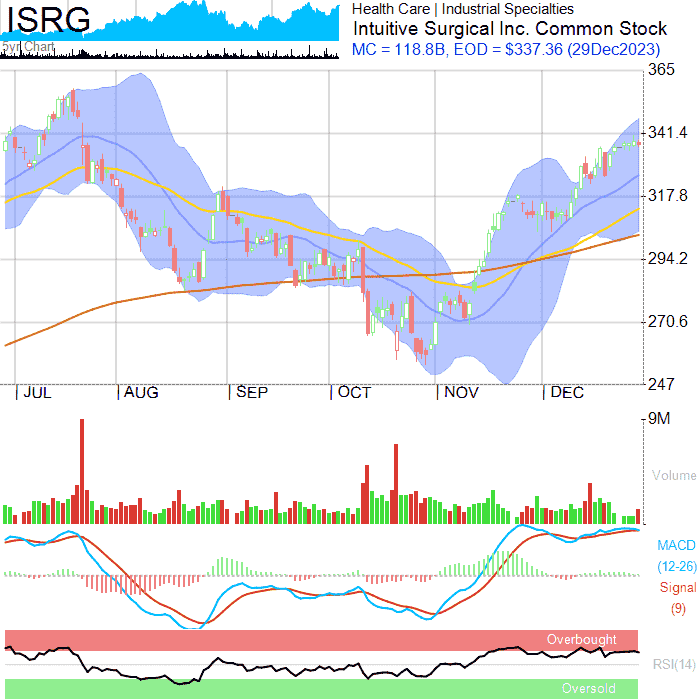 ISRG
5yr Chart
Health Care | Industrial Specialties
Intuitive Surgical Inc. Common Stock
MC = 118.8B, EOD = $337.36 (29Dec2023)
365
341.4
317.8
294.2
270.6
247
| JUL | AUG | SEP | OCT | NOV | DEC
9M
Volume
MACD
(12-26)
Signal
(9)
Overbought
RSI(14)
Oversold